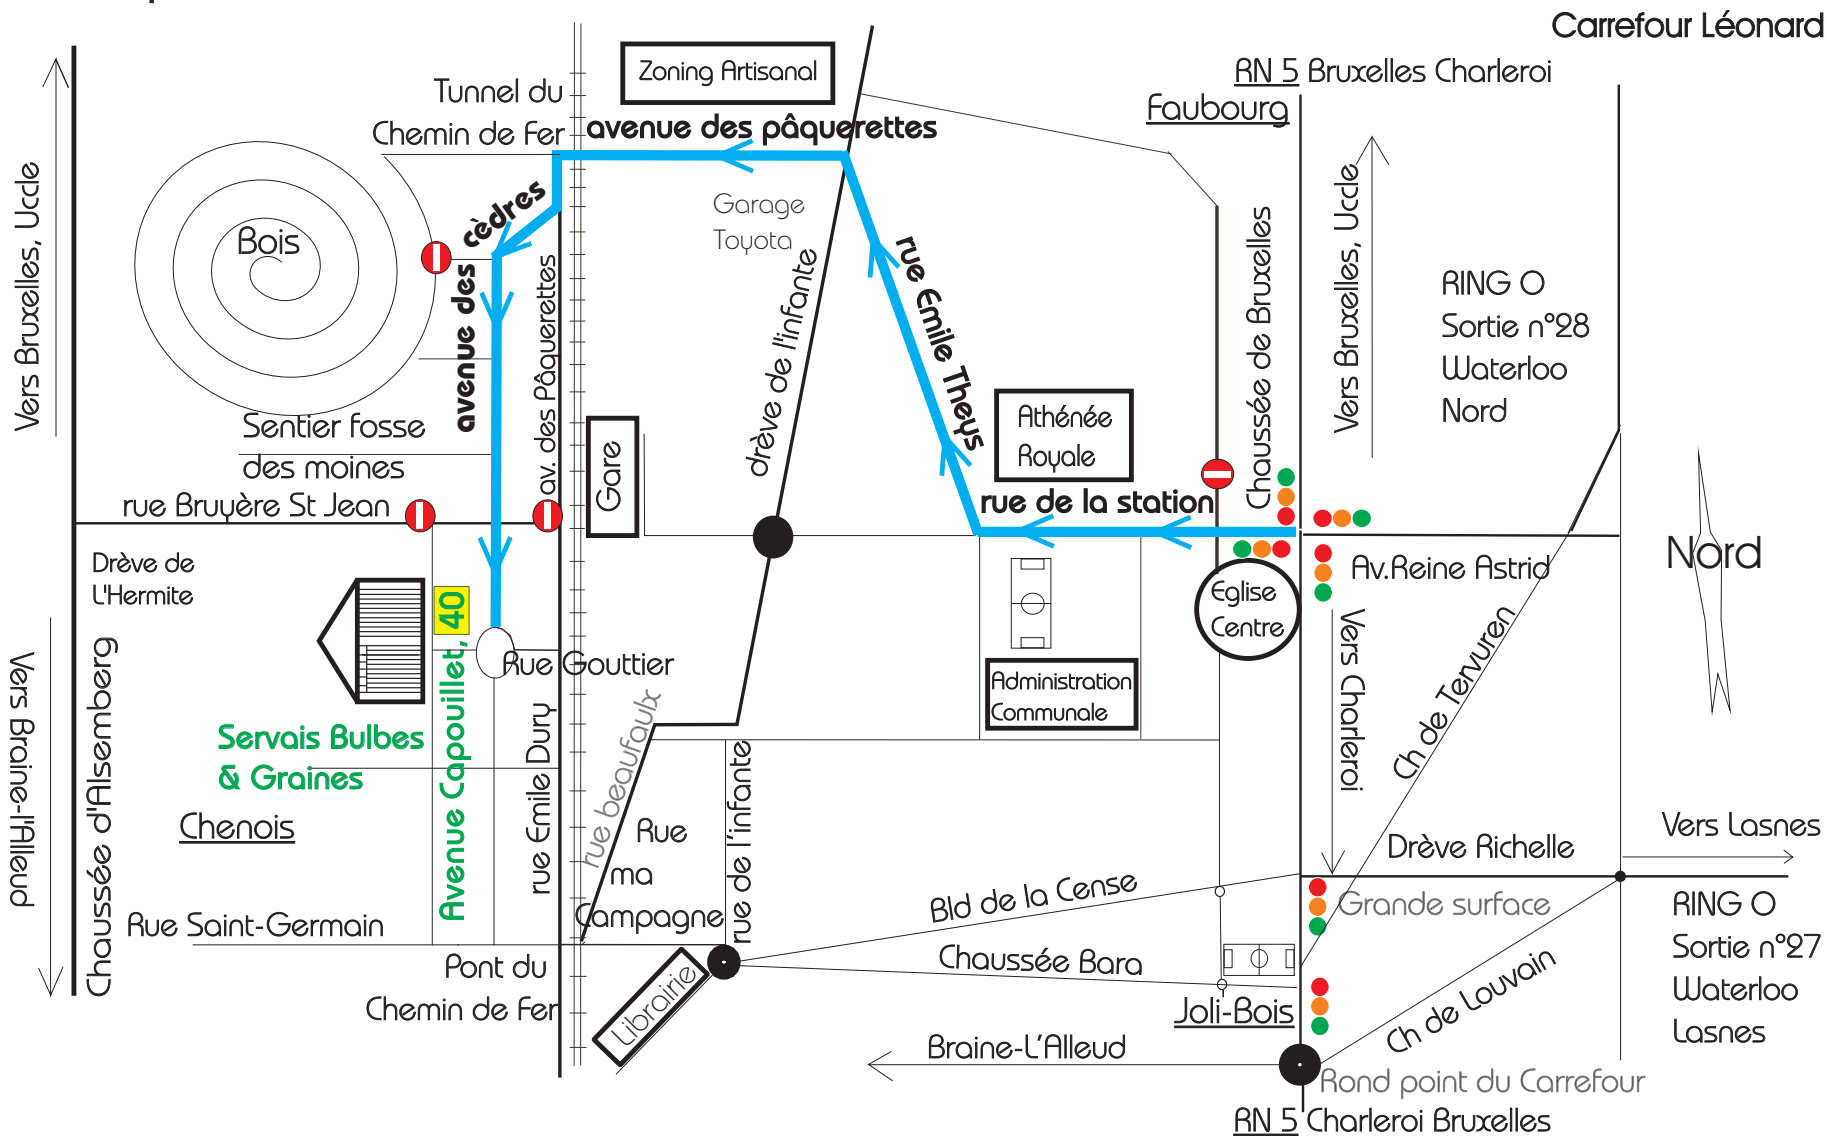 Carrefour Léonard
RN 5 Bruxelles Charleroi
Faubourg
Zoning Artisanal
Tunnel du
Chemin de Fer
avenue des pâquerettes
Vers Bruxelles, Uccle
Bois
cèdres
avenue des
av. des Pâquerettes
Garage
Toyota
drève de l'infante
rue Emile Theys
Chaussée de Bruxelles
Vers Bruxelles, Uccle
RING O
Sortie n°28
Waterloo
Nord
Sentier fosse
des moines
rue Bruyère St Jean
Gare
Athénée
Royale
rue de la station
Nord
Drève de
L'Hermite
Av.Reine Astrid
Eglise
Centre
40
Avenue Capouillet,
Rue Gouttier
Administration
Communale
Vers Charleroi
Ch de Tervuren
Vers Braine-l'Alleud
Chaussée d'Alsemberg
Servais Bulbes
& Graines
Chenois
rue Emile Dury
rue beaufaulx
Rue
ma
Campagne
rue de l'infante
Vers Lasnes
Drève Richelle
Bld de la Cense
Grande surface
RING O
Sortie n°27
Waterloo
Lasnes
Rue Saint-Germain
Pont du
Chemin de Fer
Librairie
Chaussée Bara
Joli-Bois
Ch de Louvain
Braine-L'Alleud
Rond point du Carrefour
RN 5 Charleroi Bruxelles